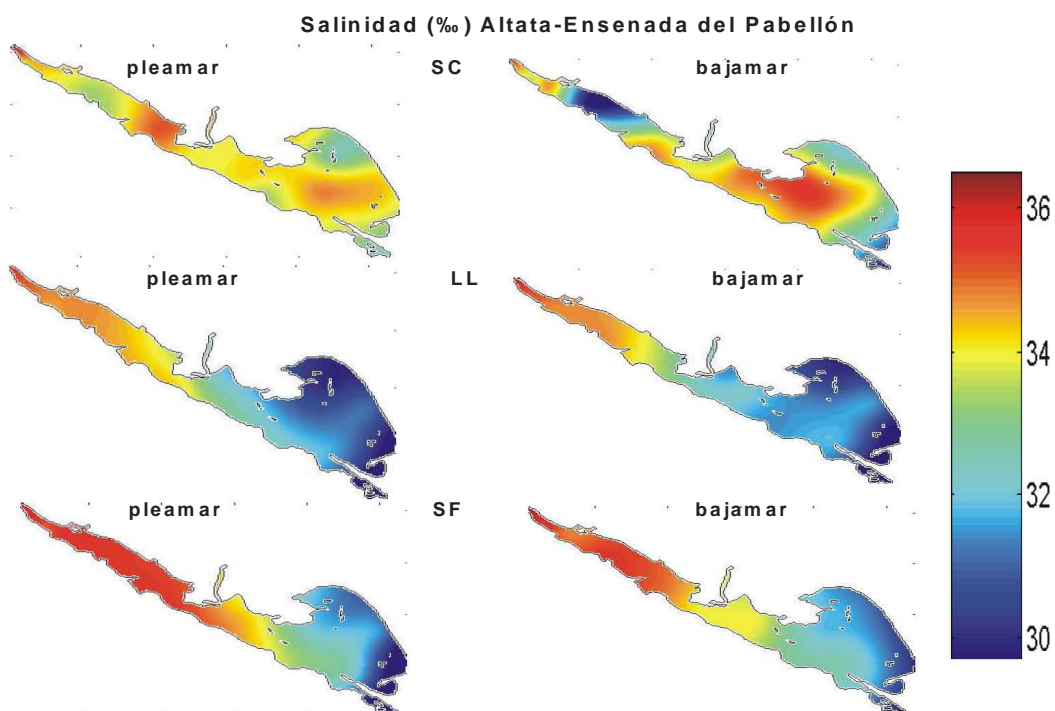 Salinidad (‰) Altata-Ensenada del Pabellón
pleamar SC bajamar
pleamar LL bajamar
pleamar SF bajamar
36
34
32
30